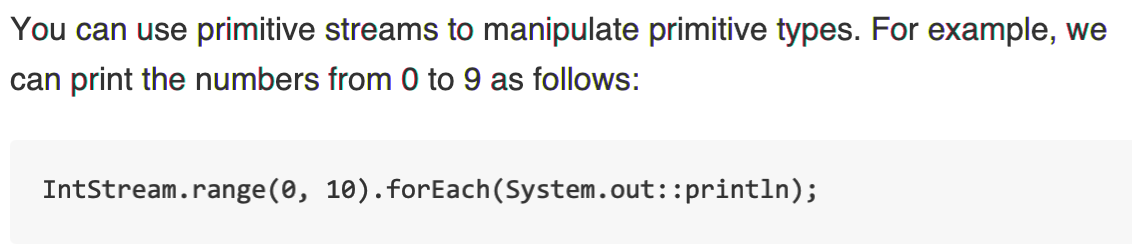 You can use primitive streams to manipulate primitive types. For example, we
can print the numbers from 0 to 9 as follows:
IntStream.range(0, 10).forEach(System.out::println);